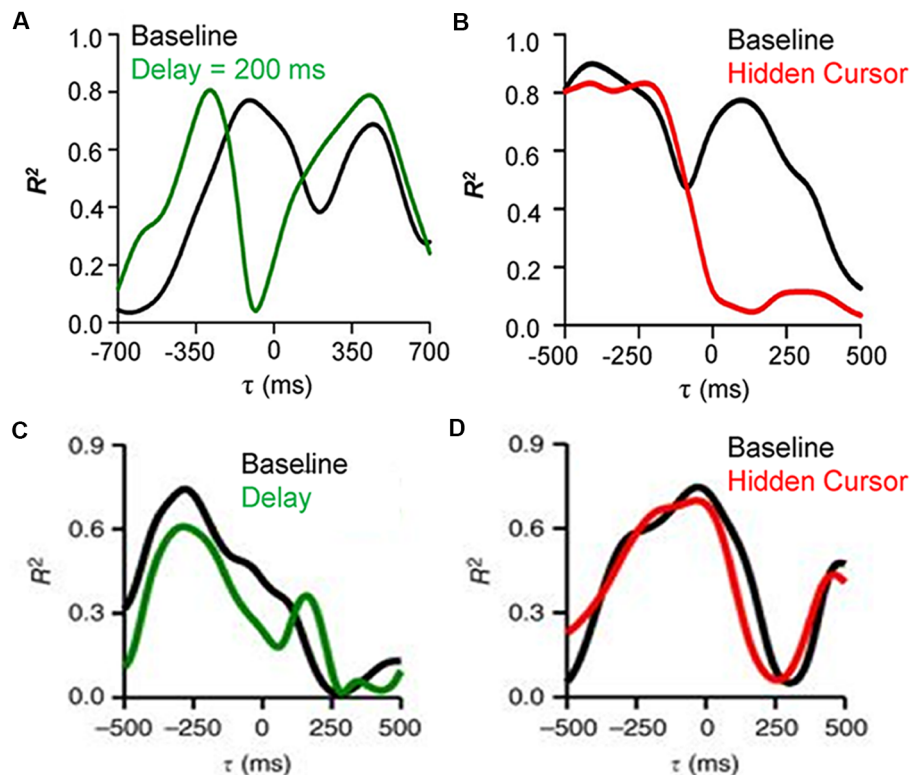 A
Baseline
Delay = 200 ms
R²
1.0
0.8
0.6
0.4
0.2
0.0
-700 -350 0 350 700
τ (ms)
B
Baseline
Hidden Cursor
R²
1.0
0.8
0.6
0.4
0.2
0.0
-500 -250 0 250 500
τ (ms)
C
Baseline
Delay
R²
0.9
0.6
0.3
0.0
−500 −250 0 250 500
τ (ms)
D
Baseline
Hidden Cursor
R²
0.9
0.6
0.3
0.0
−500 −250 0 250 500
τ (ms)